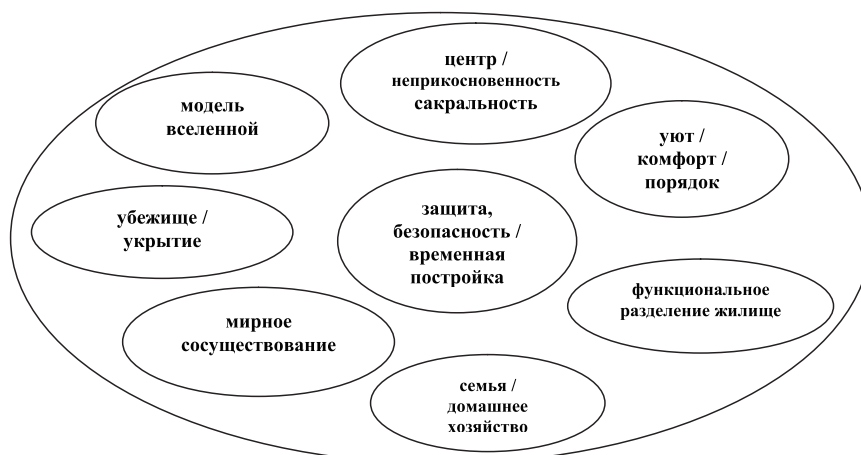 центр /
неприкосновенность
сакральность
модель
вселенной
уют /
комфорт /
порядок
убежище /
укрытие
защита,
безопасность /
временная
постройка
функциональное
разделение жилище
мирное
сосуществование
семья /
домашнее
хозяйство